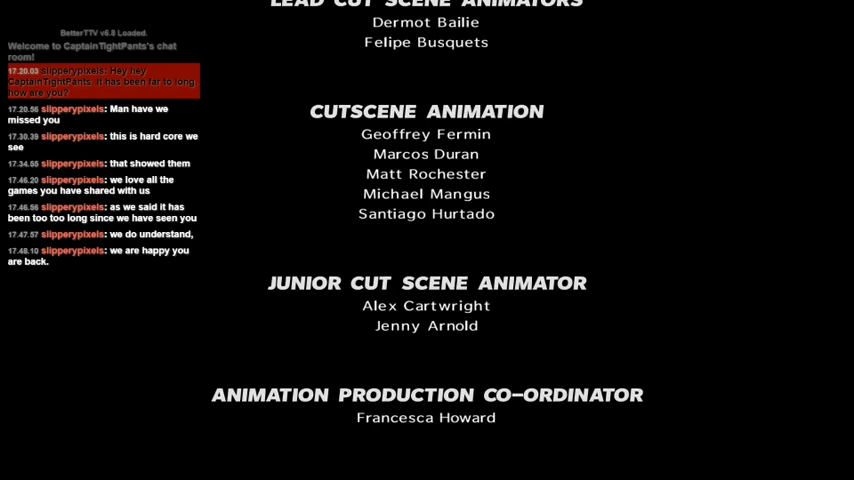 BetterTTV v6.8 Loaded.
Welcome to CaptainTightPants's chat
room!
17.20.03 slipperypixels: Hey hey
CaptainTightPants. It has been far to long.
how are you?
17.20.56 slipperypixels: Man have we
missed you
17.30.39 slipperypixels: this is hard core we
see
17.34.55 slipperypixels: that showed them
17.46.20 slipperypixels: we love all the
games you have shared with us
17.46.56 slipperypixels: as we said it has
been too too long since we have seen you
17.47.57 slipperypixels: we do understand,
17.48.10 slipperypixels: we are happy you
are back.
LEAD CUT SCENE ANIMATORS
Dermot Bailie
Felipe Busquets
CUTSCENE ANIMATION
Geoffrey Fermin
Marcos Duran
Matt Rochester
Michael Mangus
Santiago Hurtado
JUNIOR CUT SCENE ANIMATOR
Alex Cartwright
Jenny Arnold
ANIMATION PRODUCTION CO-ORDINATOR
Francesca Howard